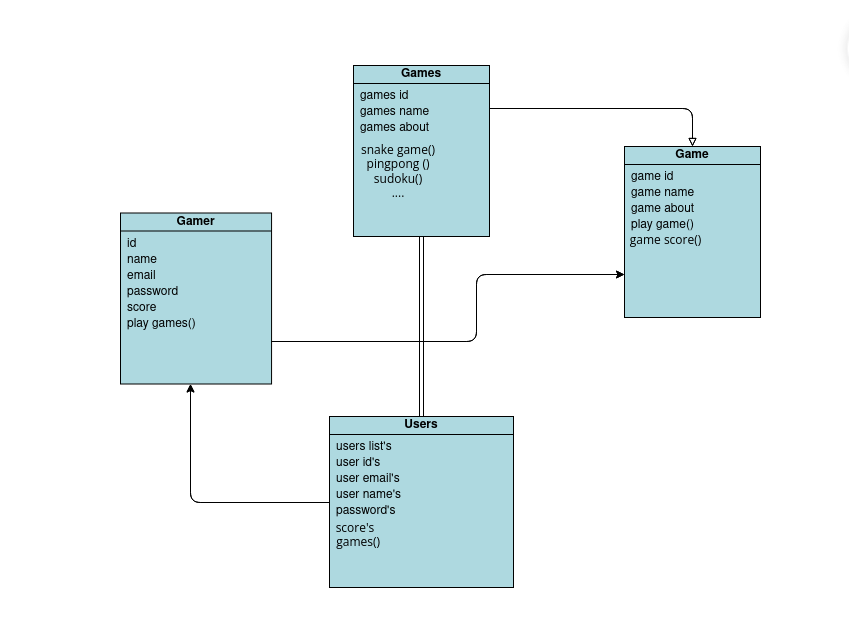 Games
games id
games name
games about
snake game()
pingpong ()
sudoku()
....
Game
game id
game name
game about
play game()
game score()
Gamer
id
name
email
password
score
play games()
Users
users list's
user id's
user email's
user name's
password's
score's
games()